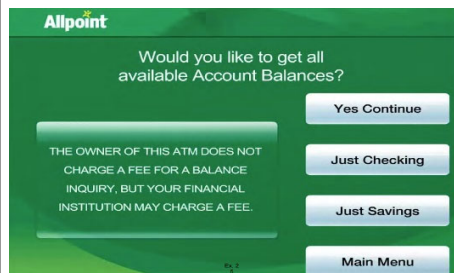 Allpoint
Would you like to get all
available Account Balances?
Yes Continue
THE OWNER OF THIS ATM DOES NOT
CHARGE A FEE FOR A BALANCE
INQUIRY, BUT YOUR FINANCIAL
INSTITUTION MAY CHARGE A FEE.
Just Checking
Just Savings
Main Menu